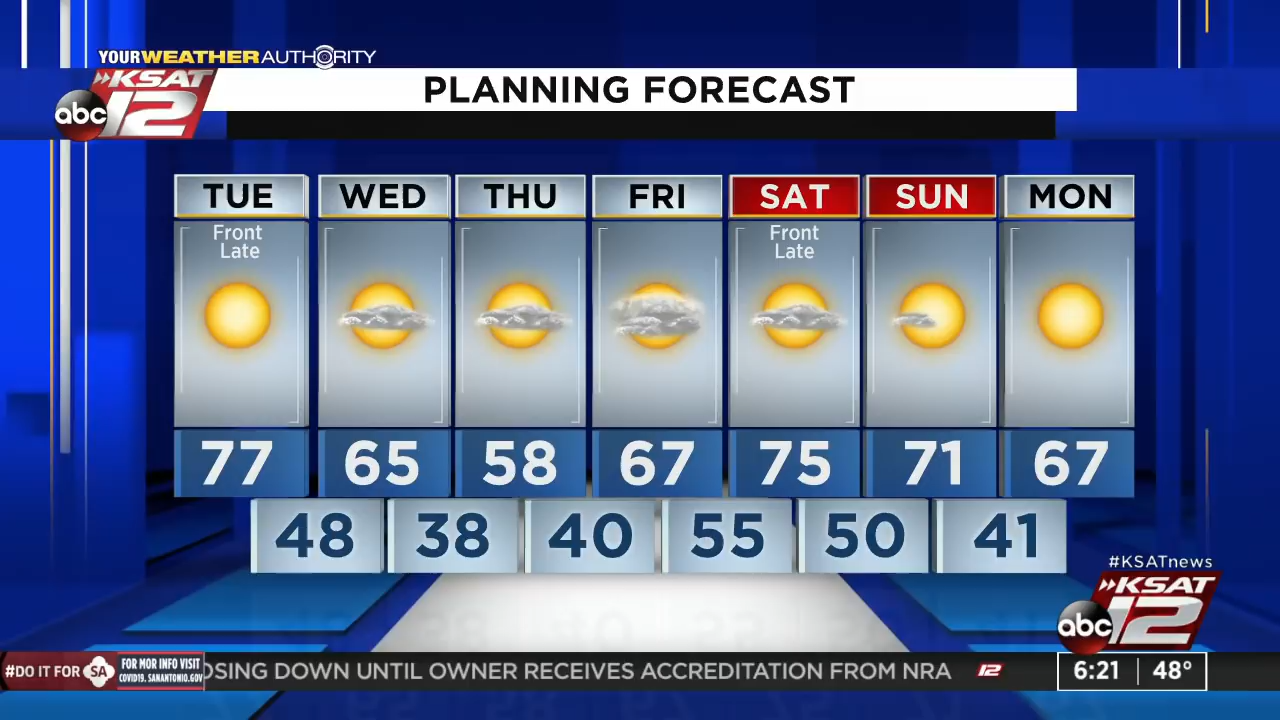 YOURWEATHERAUTHORITY
KSAT
abc 12
PLANNING FORECAST
TUE WED THU FRI SAT SUN MON
Front Late
Front Late
77 65 58 67 75 71 67
48 38 40 55 50 41
#KSATnews
KSAT
abc 12
#DO IT FOR SA
FOR MOR INFO VISIT
COVID19.SANANTONIO.GOV
OSING DOWN UNTIL OWNER RECEIVES ACCREDITATION FROM NRA 12
6:21 48°